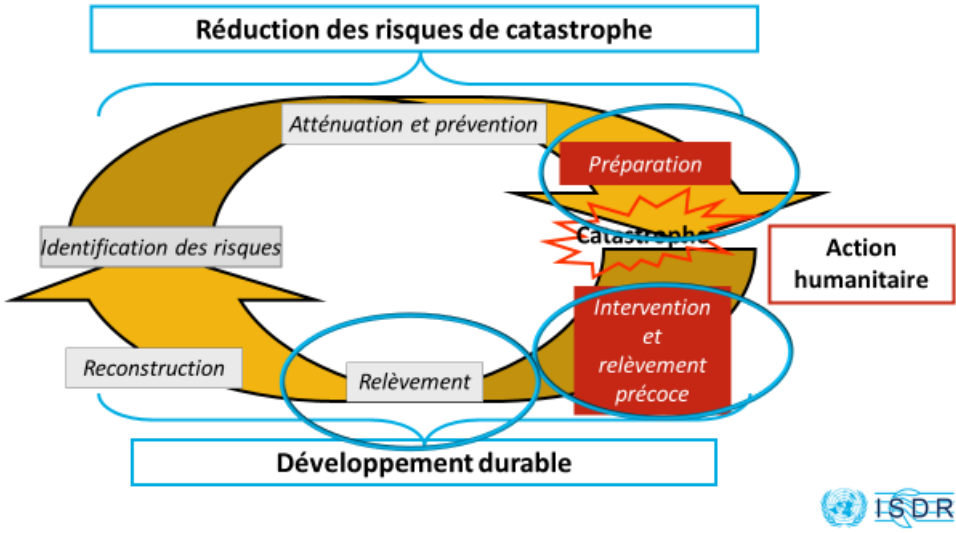 Réduction des risques de catastrophe
Atténuation et prévention
Préparation
Catastrophe
Identification des risques
Action
humanitaire
Intervention
et
relèvement
précoce
Reconstruction
Relèvement
Développement durable
ISDR